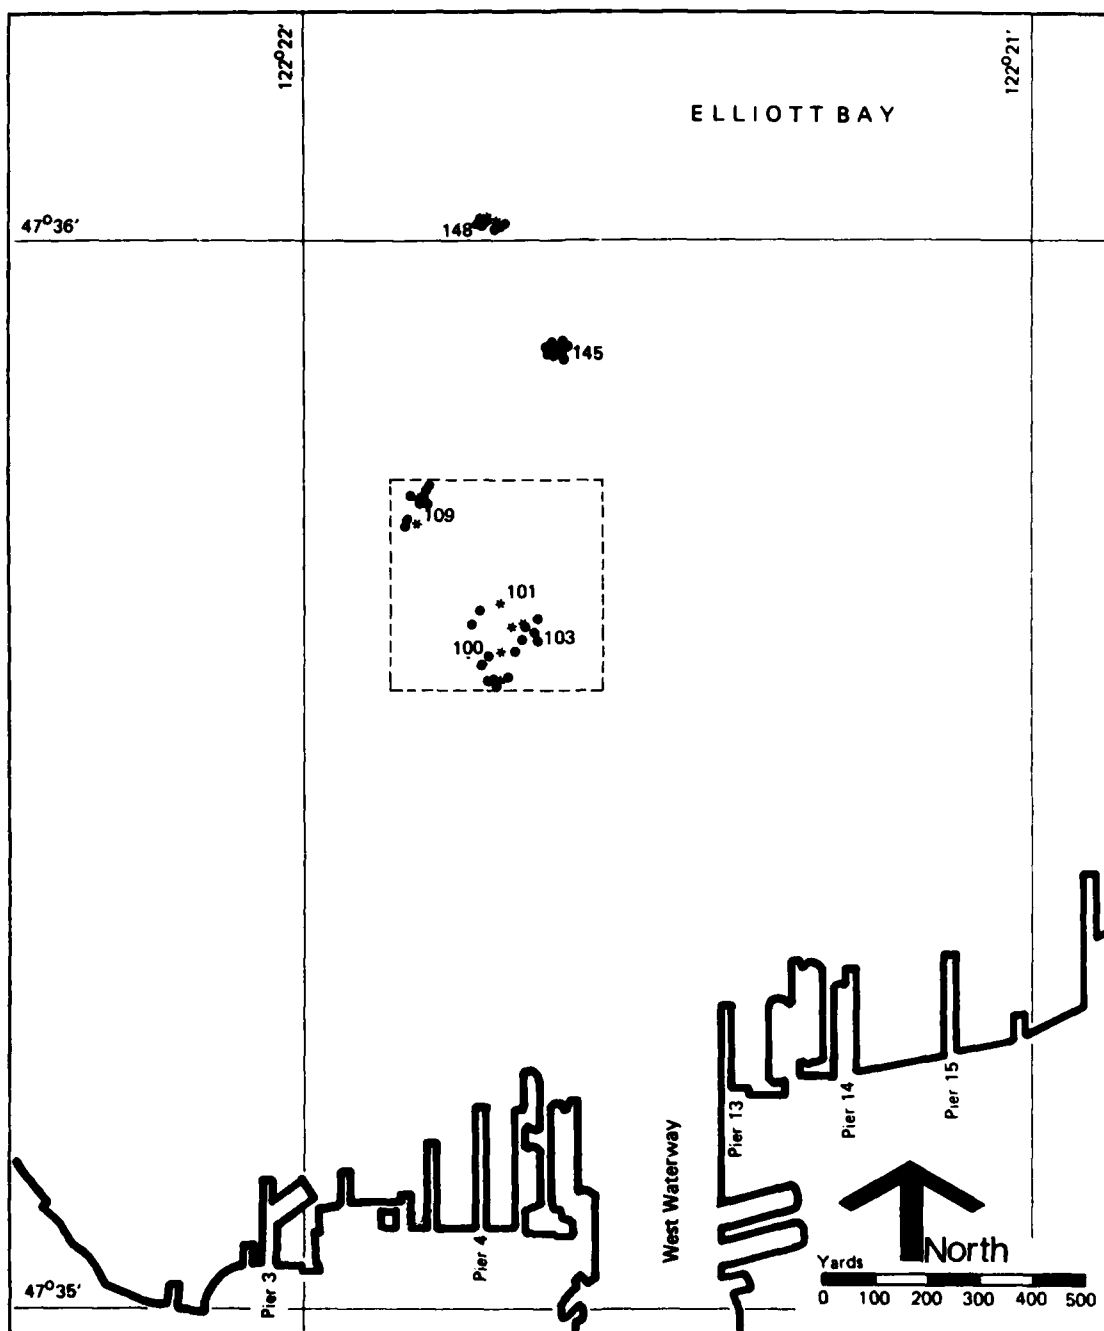 122°22'
122°21'
ELLIOTT BAY
47°36'
148
145
109
101
100
103
Pier 15
Pier 14
Pier 13
West Waterway
Pier 4
Pier 3
North
Yards
0 100 200 300 400 500
47°35'